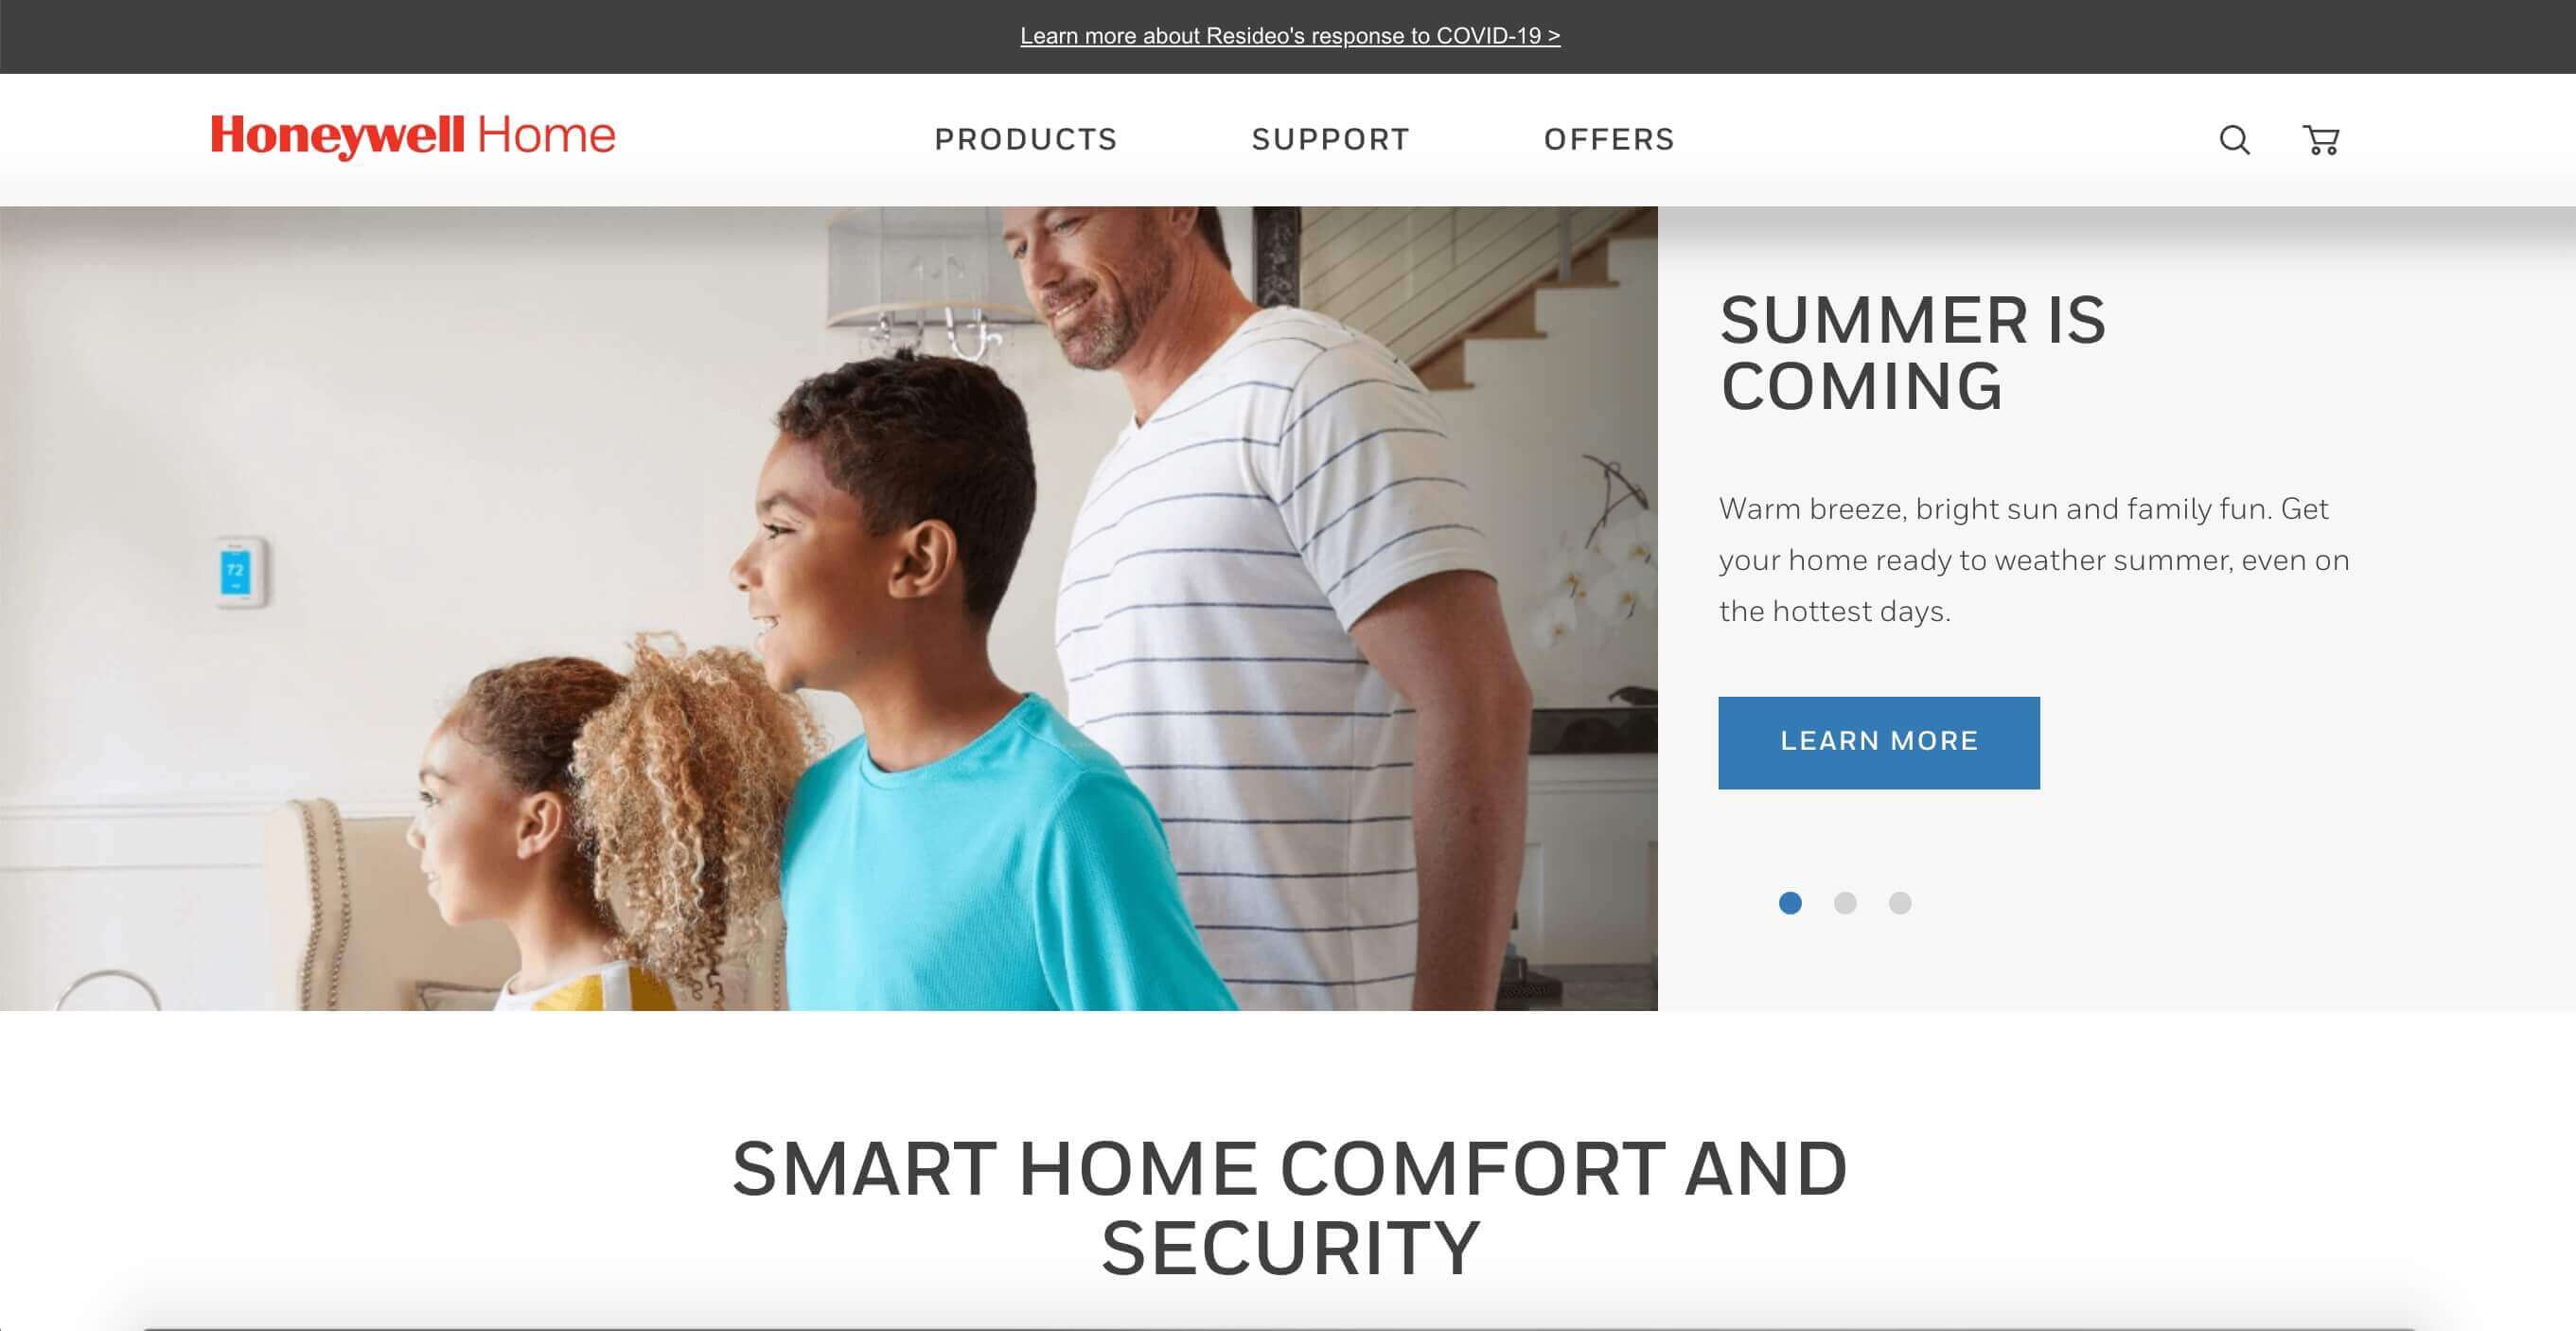 Learn more about Resideo's response to COVID-19 >
Honeywell Home
PRODUCTS
SUPPORT
OFFERS
72
SUMMER IS
COMING
Warm breeze, bright sun and family fun. Get
your home ready to weather summer, even on
the hottest days.
LEARN MORE
SMART HOME COMFORT AND
SECURITY